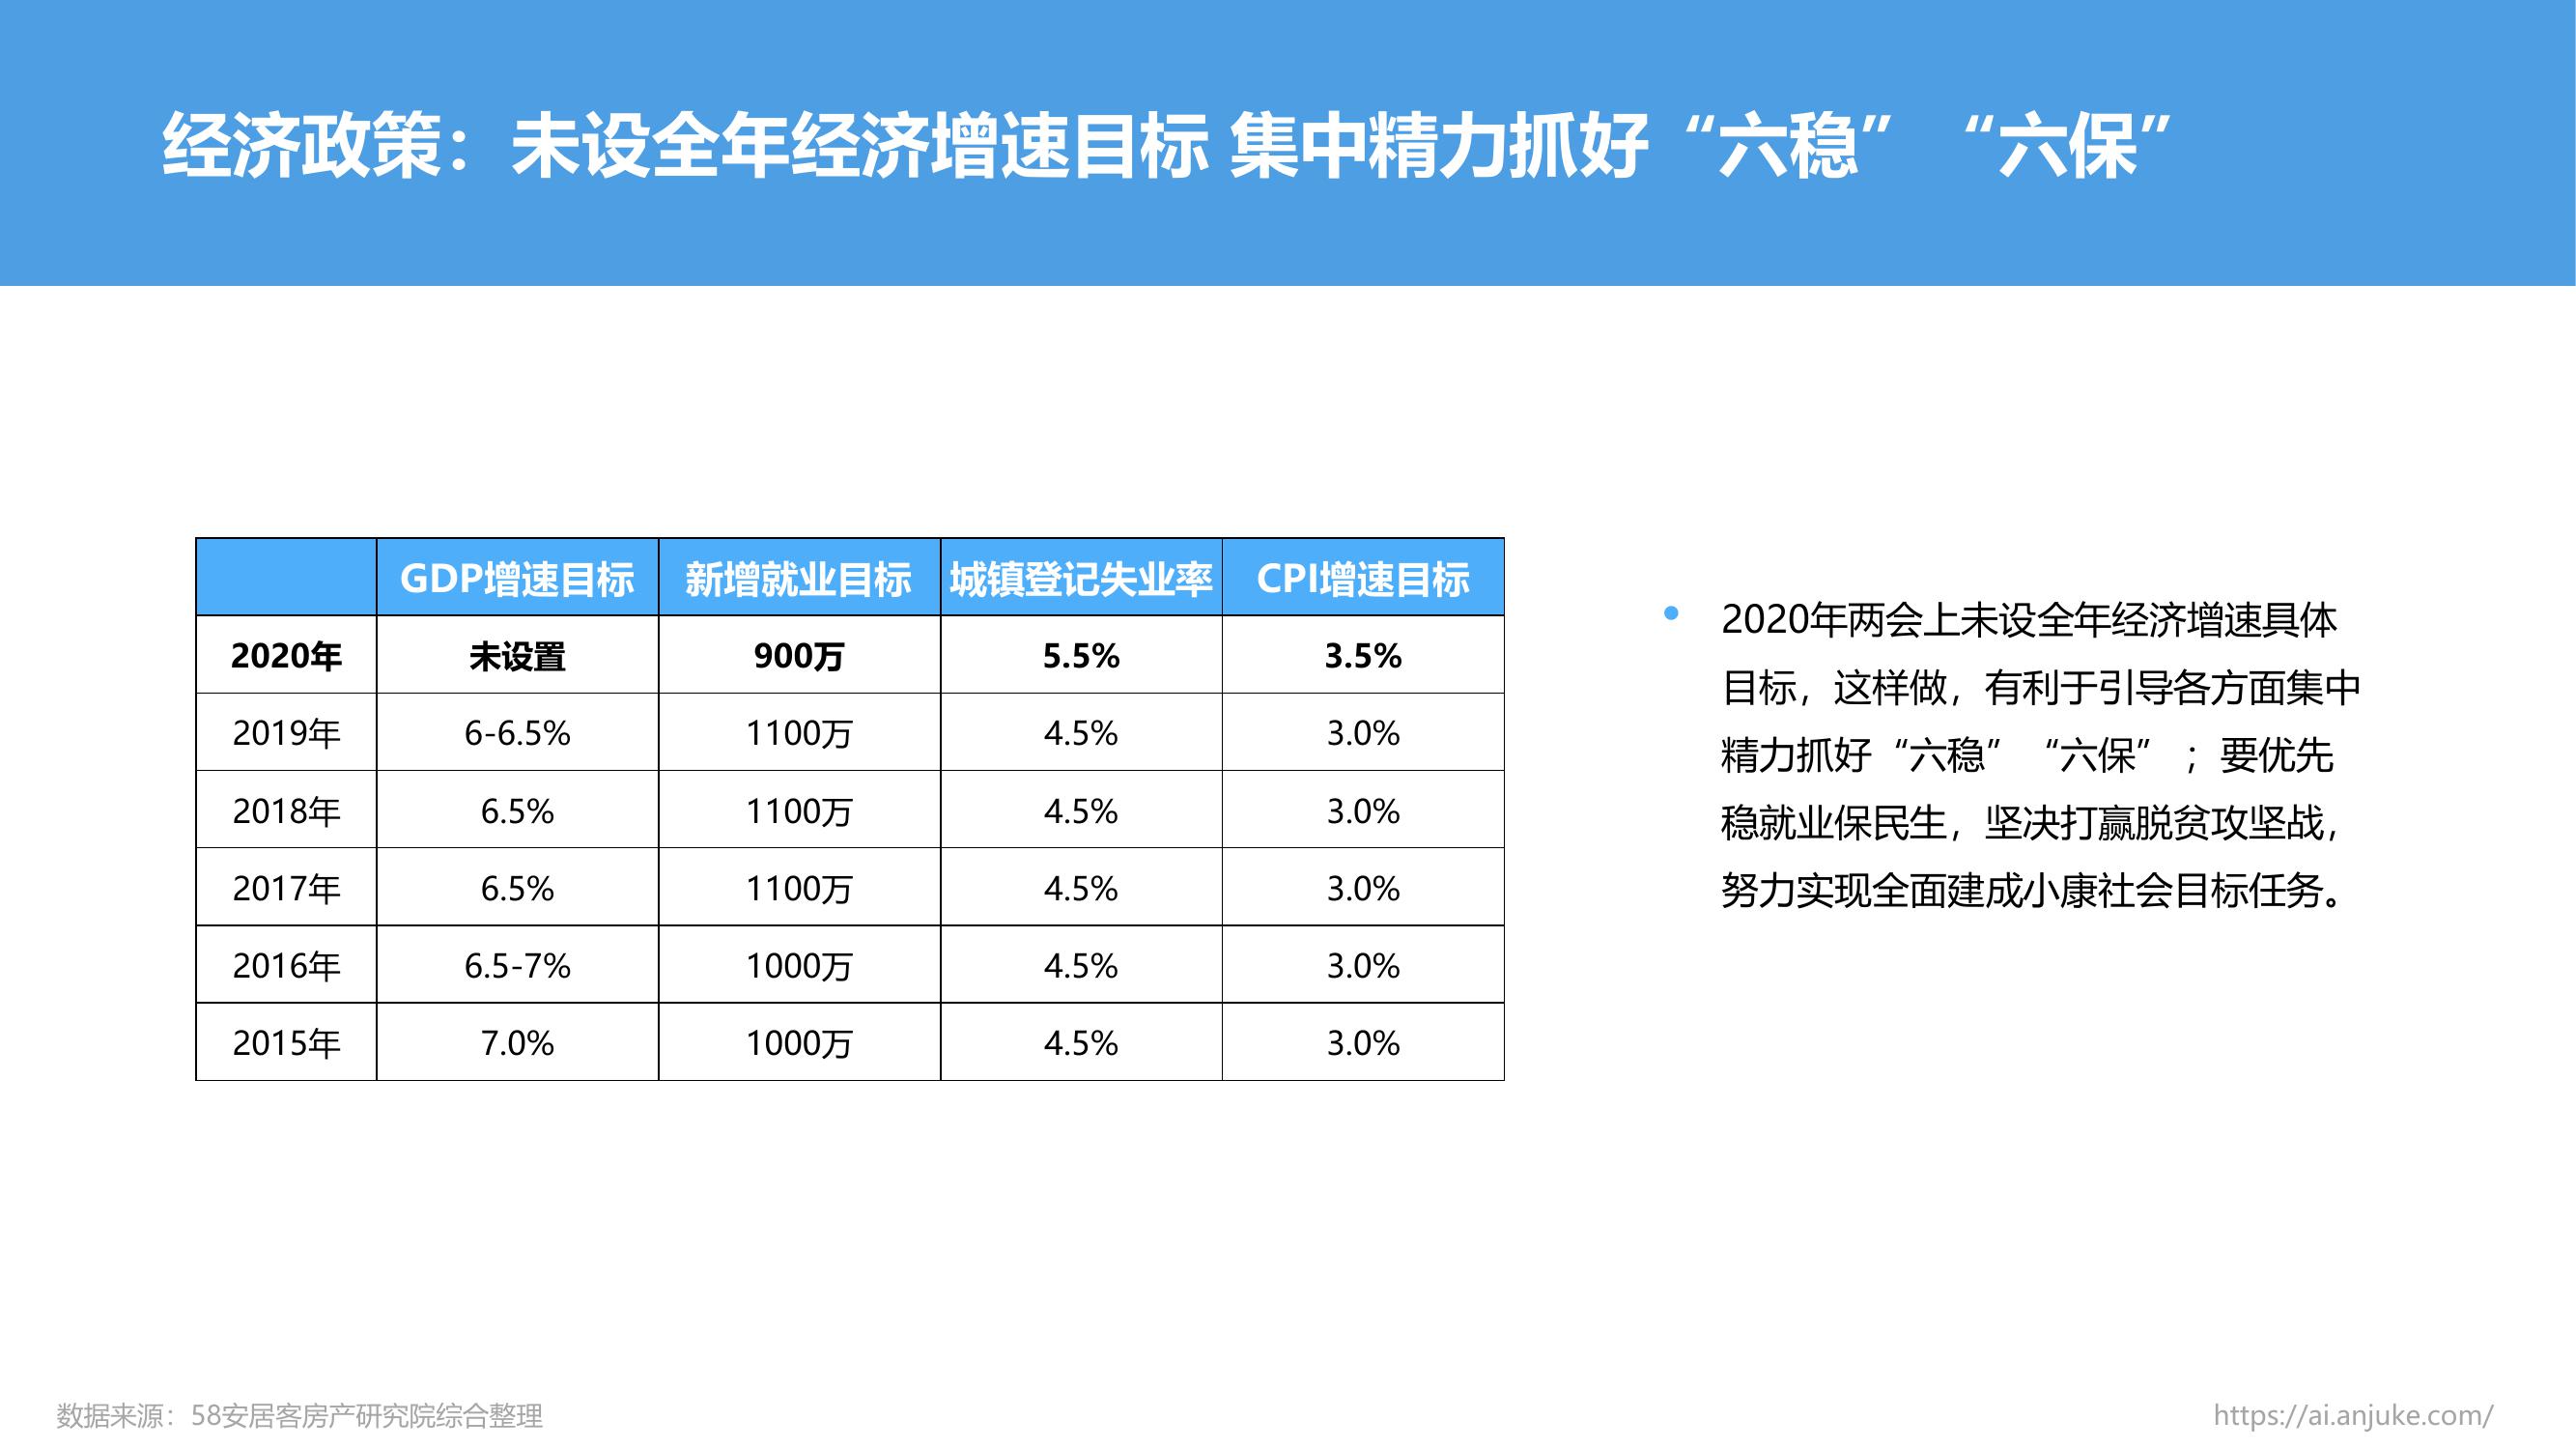 经济政策：未设全年经济增速目标 集中精力抓好“六稳” “六保”
GDP增速目标 新增就业目标 城镇登记失业率 CPI增速目标
2020年 未设置 900万 5.5% 3.5%
2019年 6-6.5% 1100万 4.5% 3.0%
2018年 6.5% 1100万 4.5% 3.0%
2017年 6.5% 1100万 4.5% 3.0%
2016年 6.5-7% 1000万 4.5% 3.0%
2015年 7.0% 1000万 4.5% 3.0%
• 2020年两会上未设全年经济增速具体
目标，这样做，有利于引导各方面集中
精力抓好“六稳” “六保” ；要优先
稳就业保民生，坚决打赢脱贫攻坚战，
努力实现全面建成小康社会目标任务。
数据来源：58安居客房产研究院综合整理
https://ai.anjuke.com/